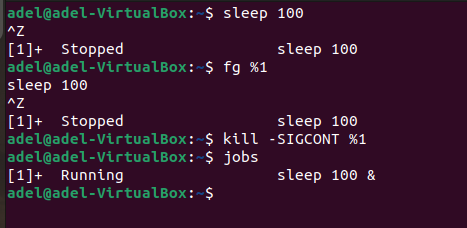 adel@adel-VirtualBox:~$ sleep 100
^Z
[1]+  Stopped                 sleep 100
adel@adel-VirtualBox:~$ fg %1
sleep 100
^Z
[1]+  Stopped                 sleep 100
adel@adel-VirtualBox:~$ kill -SIGCONT %1
adel@adel-VirtualBox:~$ jobs
[1]+  Running                 sleep 100 &
adel@adel-VirtualBox:~$